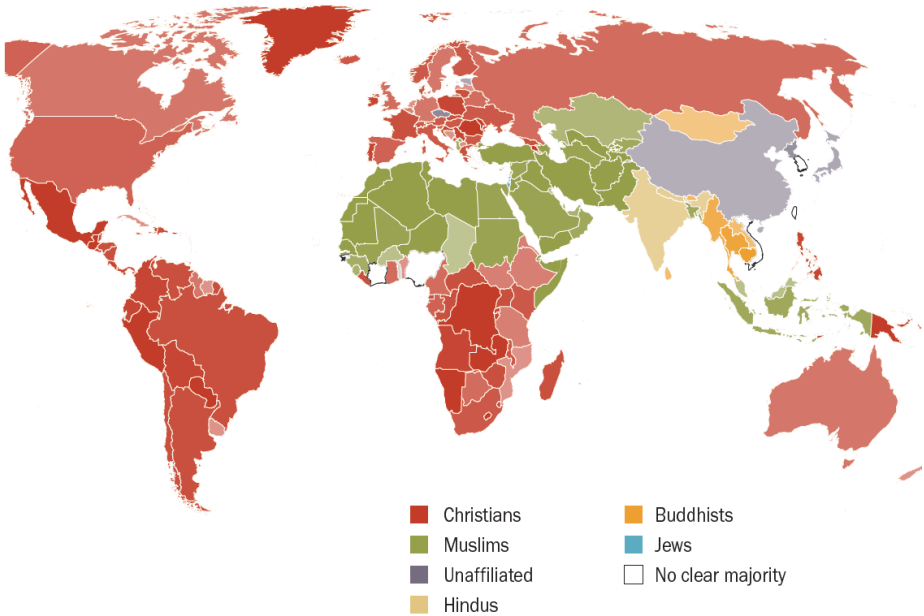 Christians
Muslims
Unaffiliated
Hindus
Buddhists
Jews
No clear majority